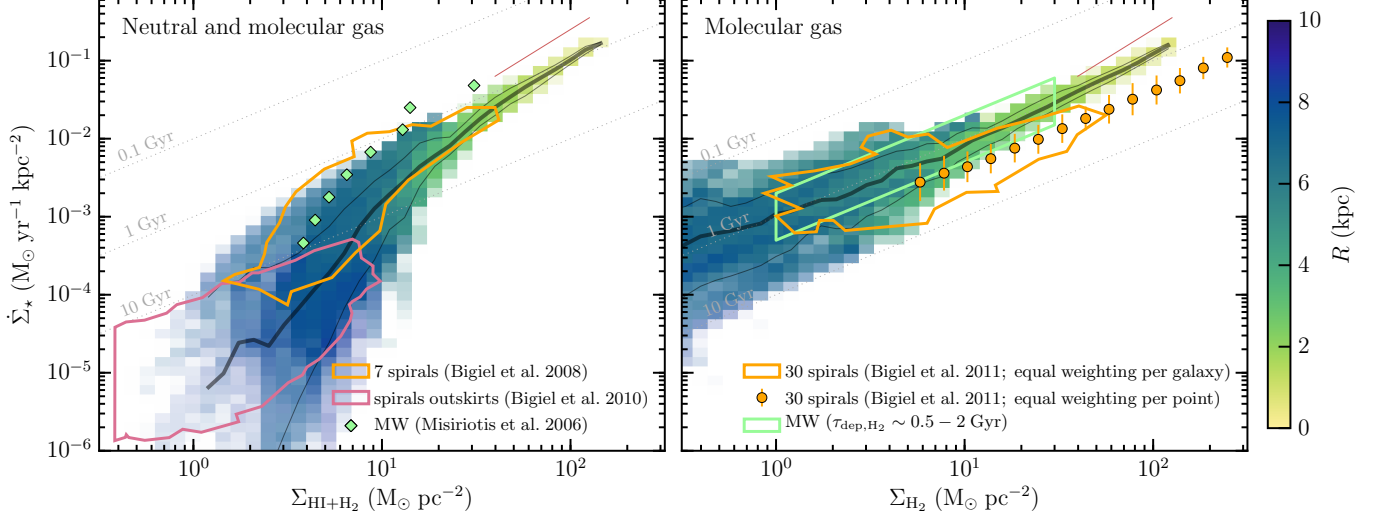 Neutral and molecular gas
Molecular gas
0.1 Gyr
1 Gyr
10 Gyr
0.1 Gyr
1 Gyr
10 Gyr
7 spirals (Bigiel et al. 2008)
spirals outskirts (Bigiel et al. 2010)
MW (Misiriotis et al. 2006)
30 spirals (Bigiel et al. 2011; equal weighting per galaxy)
30 spirals (Bigiel et al. 2011; equal weighting per point)
MW (τ_dep,H₂ ∼ 0.5 − 2 Gyr)
10⁻¹
10⁻²
10⁻³
10⁻⁴
10⁻⁵
10⁻⁶
Σ̇⋆ (M⊙ yr⁻¹ kpc⁻²)
10⁰
10¹
10²
Σ_HI+H₂ (M⊙ pc⁻²)
10⁰
10¹
10²
Σ_H₂ (M⊙ pc⁻²)
10
8
6
4
2
0
R (kpc)